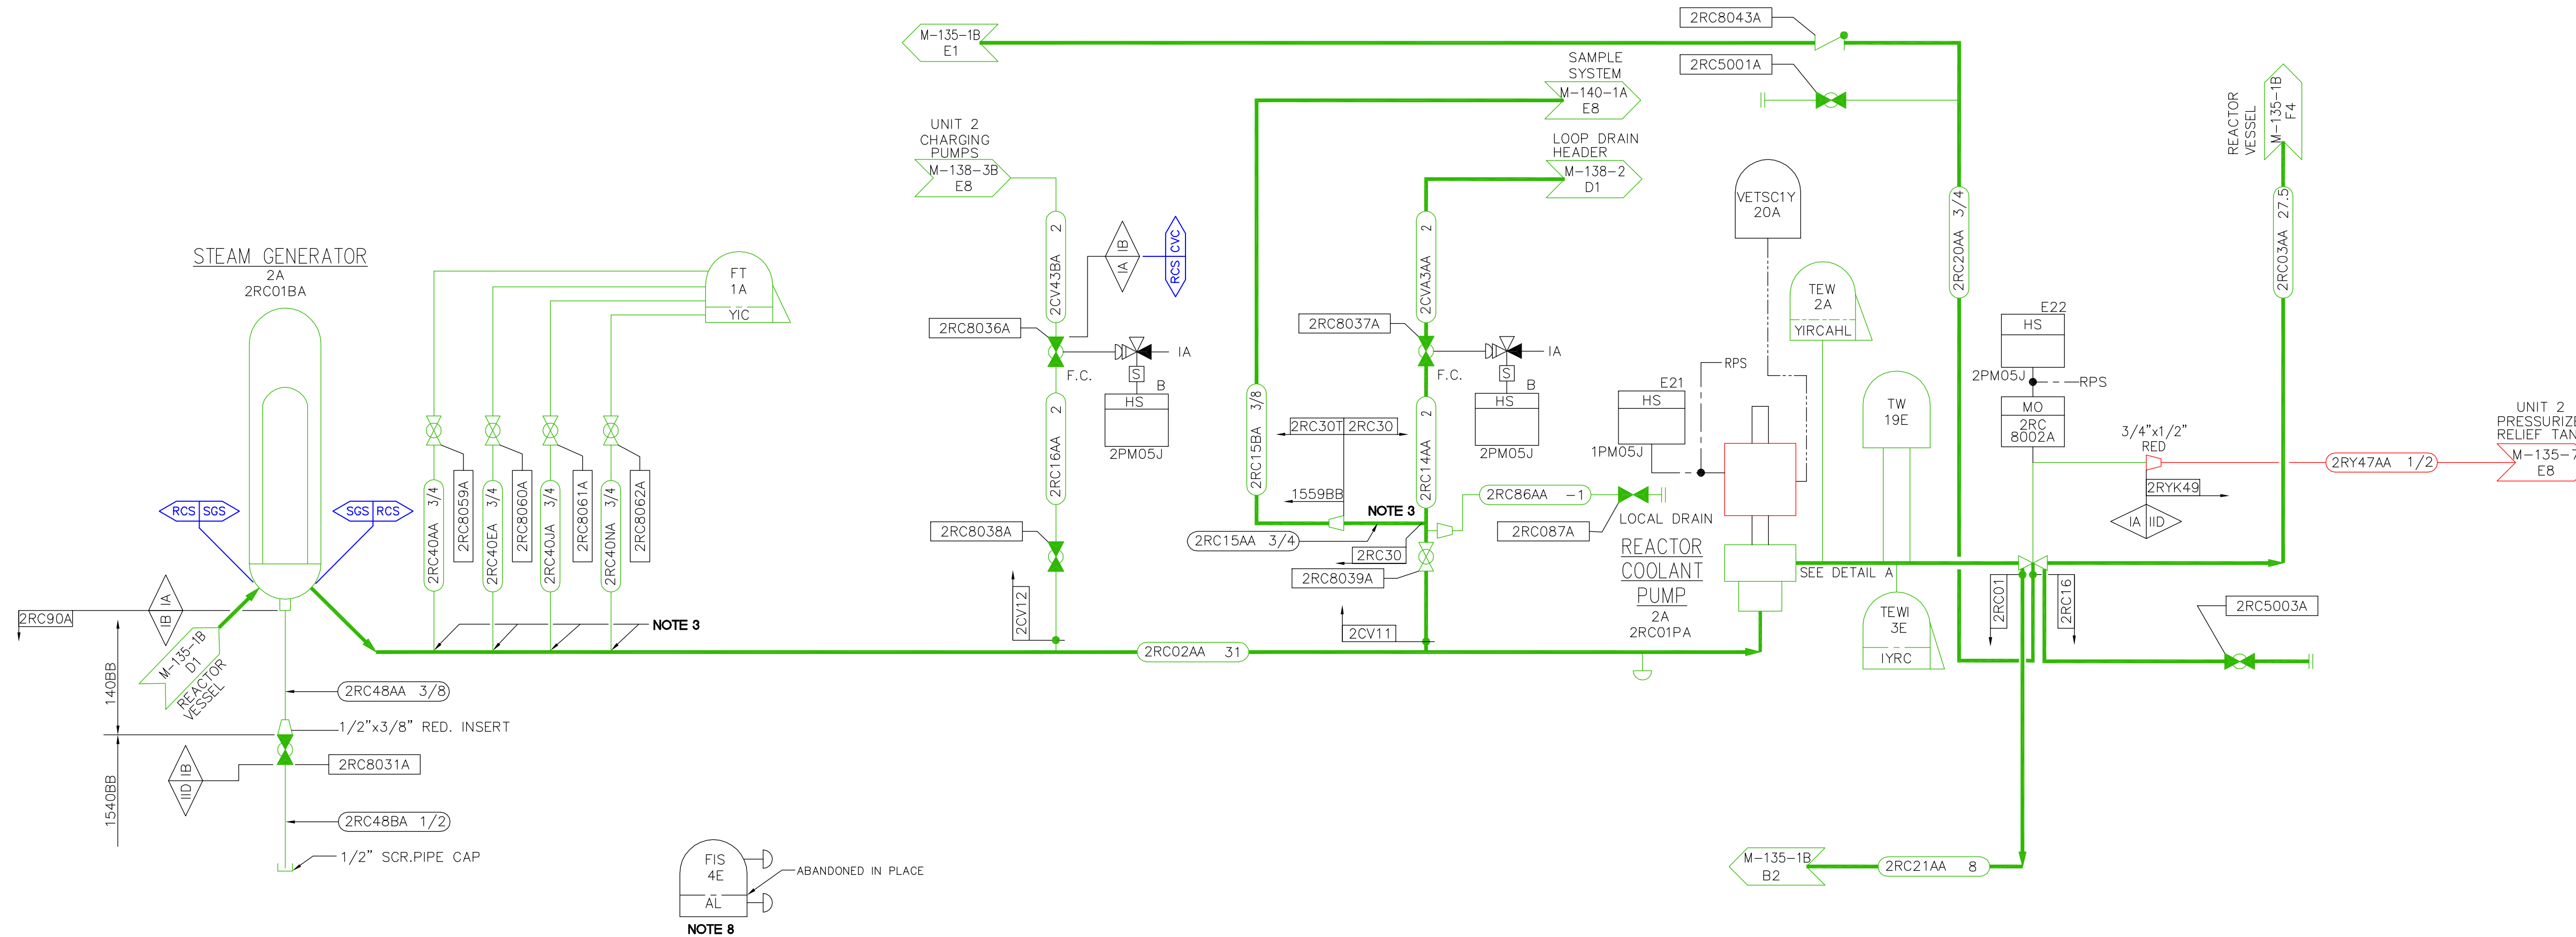 M-135-1B
E1
2RC8043A
2RC5001A
SAMPLE
SYSTEM
M-140-1A
E8
LOOP DRAIN
HEADER
M-138-2
D1
UNIT 2
CHARGING
PUMPS
M-138-3B
E8
REACTOR
VESSEL
M-135-1B
F4
VETSC1Y
20A
2RC20AA 3/4
2RC03AA 27.5
STEAM GENERATOR
2A
2RC01BA
FT
1A
YIC
2CV43BA 2
IA
IB
RCS
CVC
2CVA3AA 2
2RC8036A
F.C.
IA
S
B
HS
2PM05J
2RC8037A
F.C.
IA
S
B
HS
2PM05J
TEW
2A
YIRCAHL
RPS
E21
HS
1PM05J
TW
19E
E22
HS
2PM05J
RPS
MO
2RC
8002A
3/4"x1/2"
RED
2RY47AA 1/2
UNIT 2
PRESSURIZE
RELIEF TAN
M-135-7
E8
2RYK49
IA
IID
2RC16AA 2
2RC15BA 3/8
2RC30T
2RC30
2RC14AA 2
1559BB
NOTE 3
2RC86AA -1
2RC087A
LOCAL DRAIN
2RC15AA 3/4
2RC30
2RC8038A
2RC8039A
2CV12
2CV11
REACTOR
COOLANT
PUMP
2A
2RC01PA
SEE DETAIL A
TEWI
3E
IYRC
2RC01
2RC16
2RC5003A
RCS
SGS
SGS
RCS
2RC40AA 3/4
2RC8059A
2RC40EA 3/4
2RC8060A
2RC40JA 3/4
2RC8061A
2RC40NA 3/4
2RC8062A
NOTE 3
2RC02AA 31
2RC90A
IB
IA
M-135-1B
D1
REACTOR
VESSEL
140BB
2RC48AA 3/8
1/2"x3/8" RED. INSERT
1540BB
IID
IB
2RC8031A
2RC48BA 1/2
1/2" SCR.PIPE CAP
FIS
4E
AL
ABANDONED IN PLACE
NOTE 8
M-135-1B
B2
2RC21AA 8